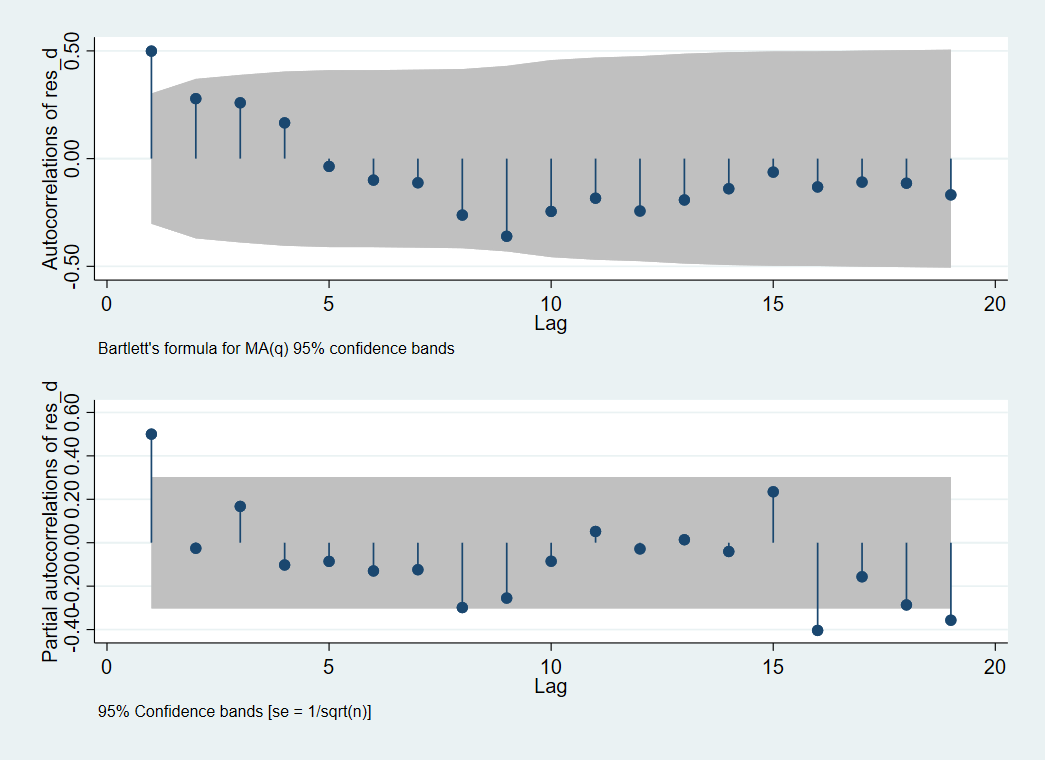 Autocorrelations of res_d
0.50
0.00
-0.50
0 5 10 15 20
Lag
Bartlett's formula for MA(q) 95% confidence bands
Partial autocorrelations of res_d
0.60
0.40
0.20
0.00
-0.20
-0.40
0 5 10 15 20
Lag
95% Confidence bands [se = 1/sqrt(n)]